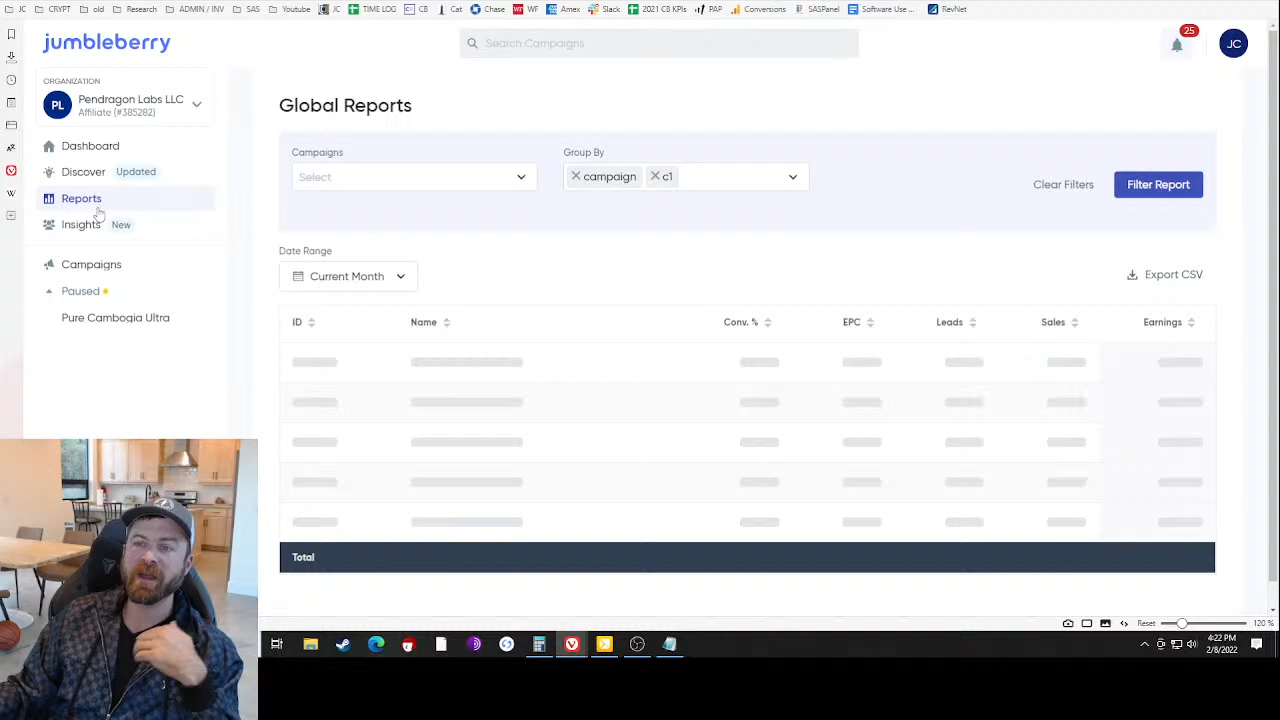 JC CRYPT old Research ADMIN / INV SAS Youtube JC TIME LOG CB Cat Chase WF Amex Slack 2021 CB KPIs PAP Conversions SASPanel Software Use ... RevNet
jumbleberry
Search Campaigns
25
JC
ORGANIZATION
PL
Pendragon Labs LLC
Affiliate (#385282)
Dashboard
Discover Updated
Reports
Insights New
Campaigns
Paused
Pure Cambogia Ultra
Global Reports
Campaigns Group By
Select campaign c1
Clear Filters Filter Report
Date Range
Current Month
Export CSV
ID Name Conv. % EPC Leads Sales Earnings
Total
Reset 120 %
4:22 PM
2/8/2022